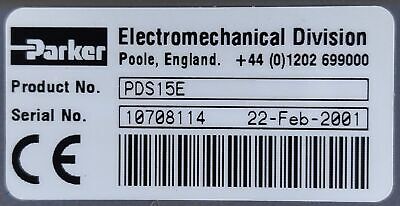 Parker
Electromechanical Division
Poole, England. +44 (0)1202 699000
Product No. PDS15E
Serial No. 10708114 22-Feb-2001
CE